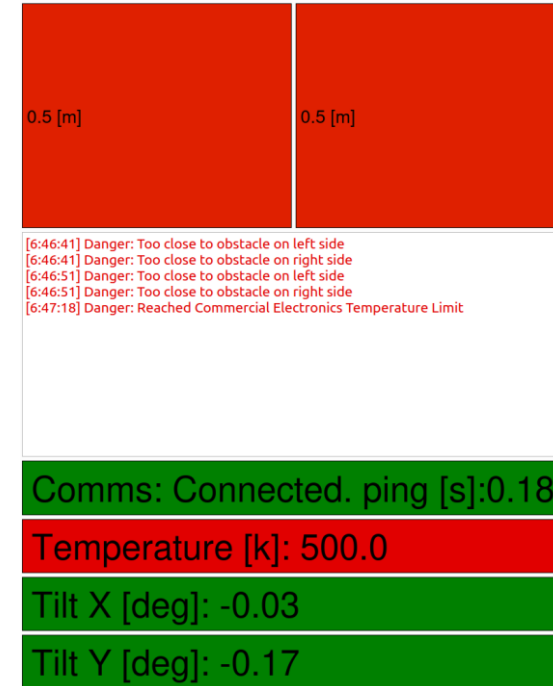 0.5 [m] 0.5 [m]
[6:46:41] Danger: Too close to obstacle on left side
[6:46:41] Danger: Too close to obstacle on right side
[6:46:51] Danger: Too close to obstacle on left side
[6:46:51] Danger: Too close to obstacle on right side
[6:47:18] Danger: Reached Commercial Electronics Temperature Limit
Comms: Connected. ping [s]:0.18
Temperature [k]: 500.0
Tilt X [deg]: -0.03
Tilt Y [deg]: -0.17